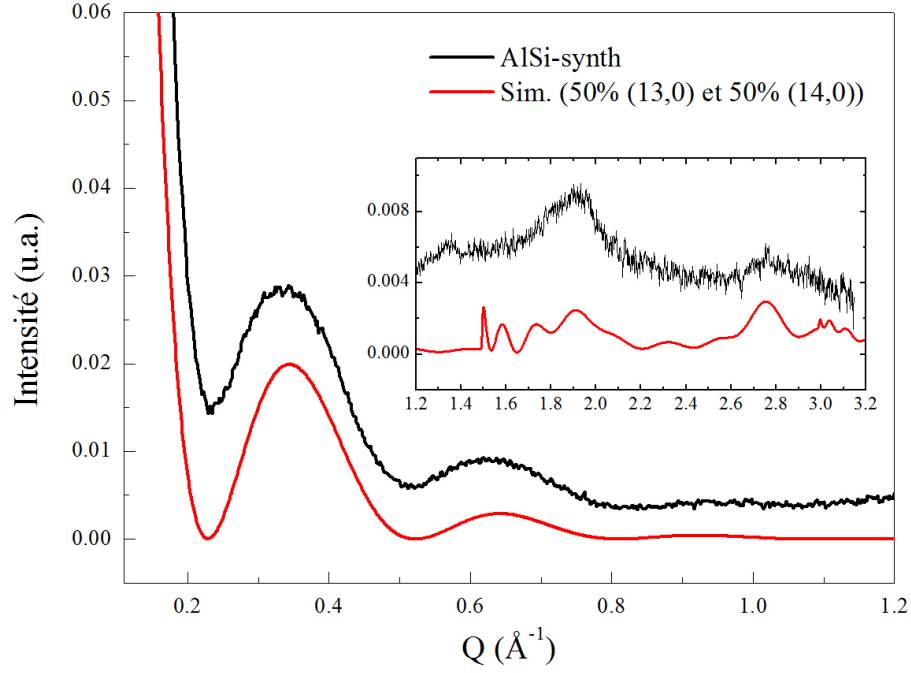 0.06
0.05
0.04
0.03
0.02
0.01
0.00
Intensité (u.a.)
AlSi-synth
Sim. (50% (13,0) et 50% (14,0))
0.008
0.004
0.000
1.2 1.4 1.6 1.8 2.0 2.2 2.4 2.6 2.8 3.0 3.2
0.2 0.4 0.6 0.8 1.0 1.2
Q (Å⁻¹)